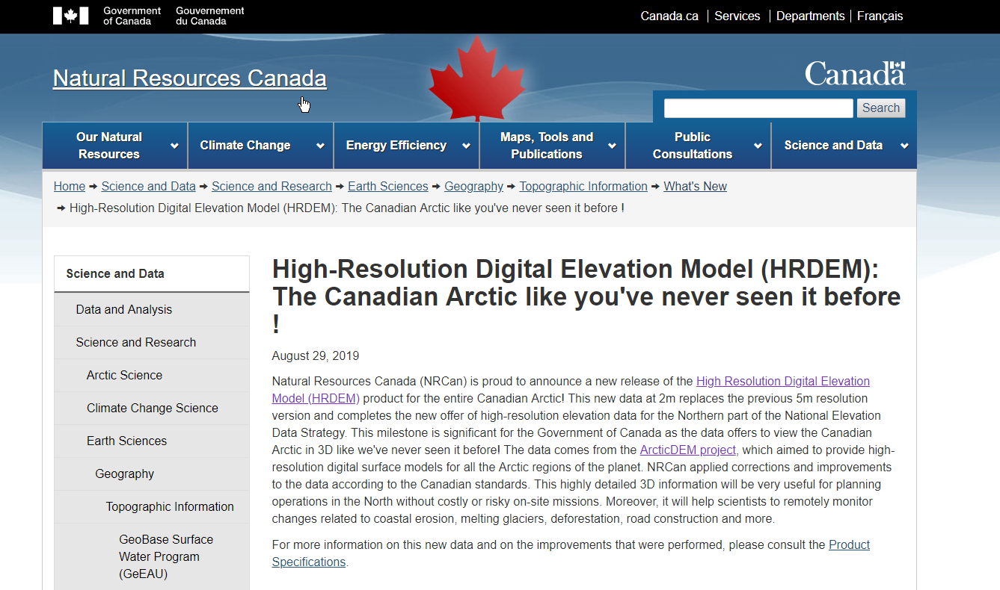 Government of Canada
Gouvernement du Canada
Canada.ca | Services | Departments | Français
Natural Resources Canada
Canada
Search
Our Natural Resources
Climate Change
Energy Efficiency
Maps, Tools and Publications
Public Consultations
Science and Data
Home → Science and Data → Science and Research → Earth Sciences → Geography → Topographic Information → What's New
→ High-Resolution Digital Elevation Model (HRDEM): The Canadian Arctic like you've never seen it before !
Science and Data
Data and Analysis
Science and Research
Arctic Science
Climate Change Science
Earth Sciences
Geography
Topographic Information
GeoBase Surface
Water Program
(GeEAU)
High-Resolution Digital Elevation Model (HRDEM):
The Canadian Arctic like you've never seen it before
!
August 29, 2019
Natural Resources Canada (NRCan) is proud to announce a new release of the High Resolution Digital Elevation
Model (HRDEM) product for the entire Canadian Arctic! This new data at 2m replaces the previous 5m resolution
version and completes the new offer of high-resolution elevation data for the Northern part of the National Elevation
Data Strategy. This milestone is significant for the Government of Canada as the data offers to view the Canadian
Arctic in 3D like we've never seen it before! The data comes from the ArcticDEM project, which aimed to provide high-
resolution digital surface models for all the Arctic regions of the planet. NRCan applied corrections and improvements
to the data according to the Canadian standards. This highly detailed 3D information will be very useful for planning
operations in the North without costly or risky on-site missions. Moreover, it will help scientists to remotely monitor
changes related to coastal erosion, melting glaciers, deforestation, road construction and more.
For more information on this new data and on the improvements that were performed, please consult the Product
Specifications.